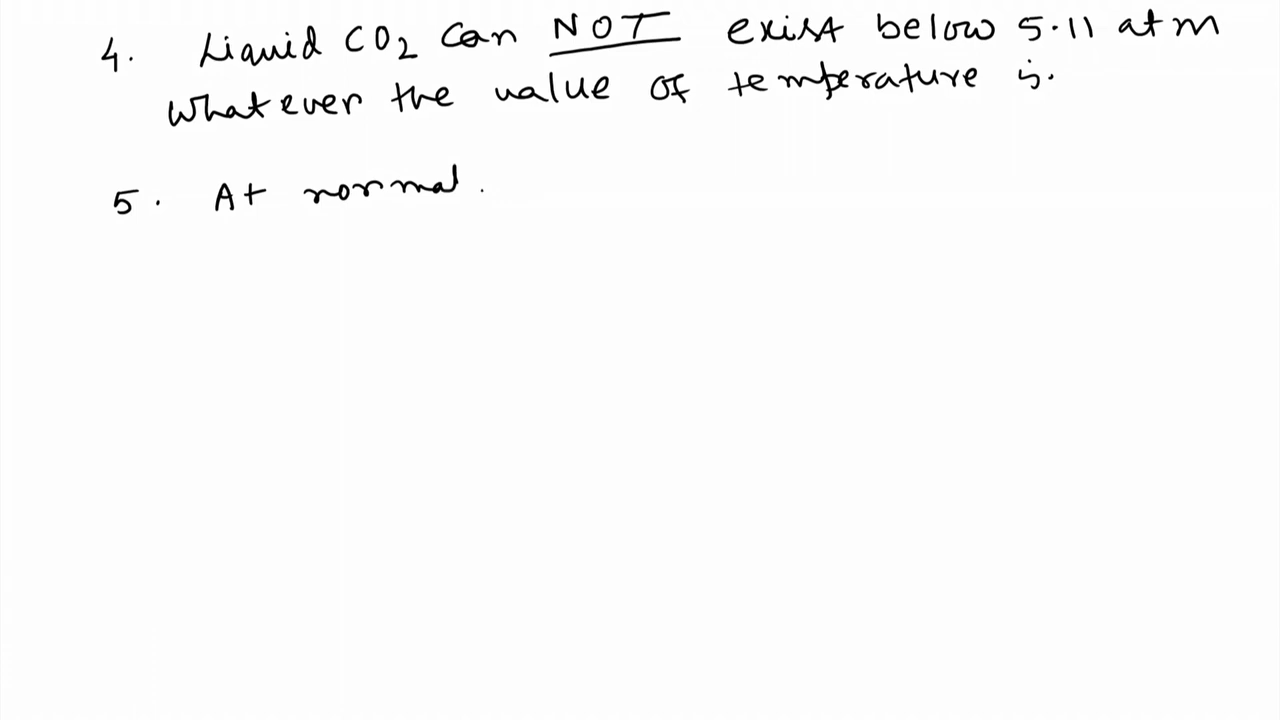 4. Liquid CO₂ can NOT exist below 5.11 atm
whatever the value of temperature is.
5. At normal.